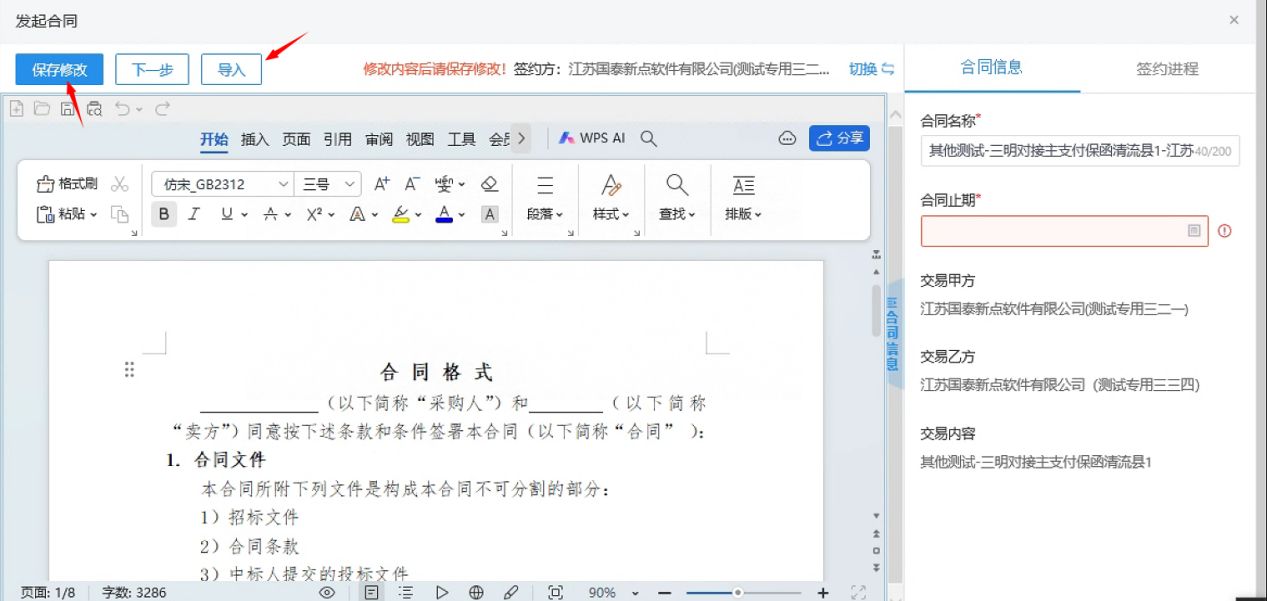 发起合同
保存修改 下一步 导入 修改内容后请保存修改！签约方：江苏国泰新点软件有限公司(测试专用三二... 切换
开始 插入 页面 引用 审阅 视图 工具 WPS AI 分享
格式刷 仿宋_GB2312 三号 A+ A-
粘贴 B I U A X² A A A 段落 样式 查找 排版
合同格式
（以下简称“采购人”）和 （以下简称
“卖方”）同意按下述条款和条件签署本合同（以下简称“合同” ）：
1. 合同文件
本合同所附下列文件是构成本合同不可分割的部分：
1）招标文件
2）合同条款
3）中标人提交的投标文件
页面: 1/8 字数: 3286 90%
合同信息
合同信息 签约进程
合同名称*
其他测试-三明对接主支付保函清流县1-江苏 40/200
合同止期*
交易甲方
江苏国泰新点软件有限公司(测试专用三二一)
交易乙方
江苏国泰新点软件有限公司（测试专用三三四）
交易内容
其他测试-三明对接主支付保函清流县1